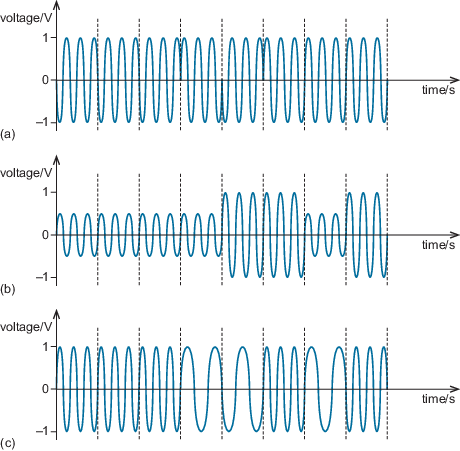 voltage/V
1
0
–1
time/s
(a)
voltage/V
1
0
–1
time/s
(b)
voltage/V
1
0
–1
time/s
(c)